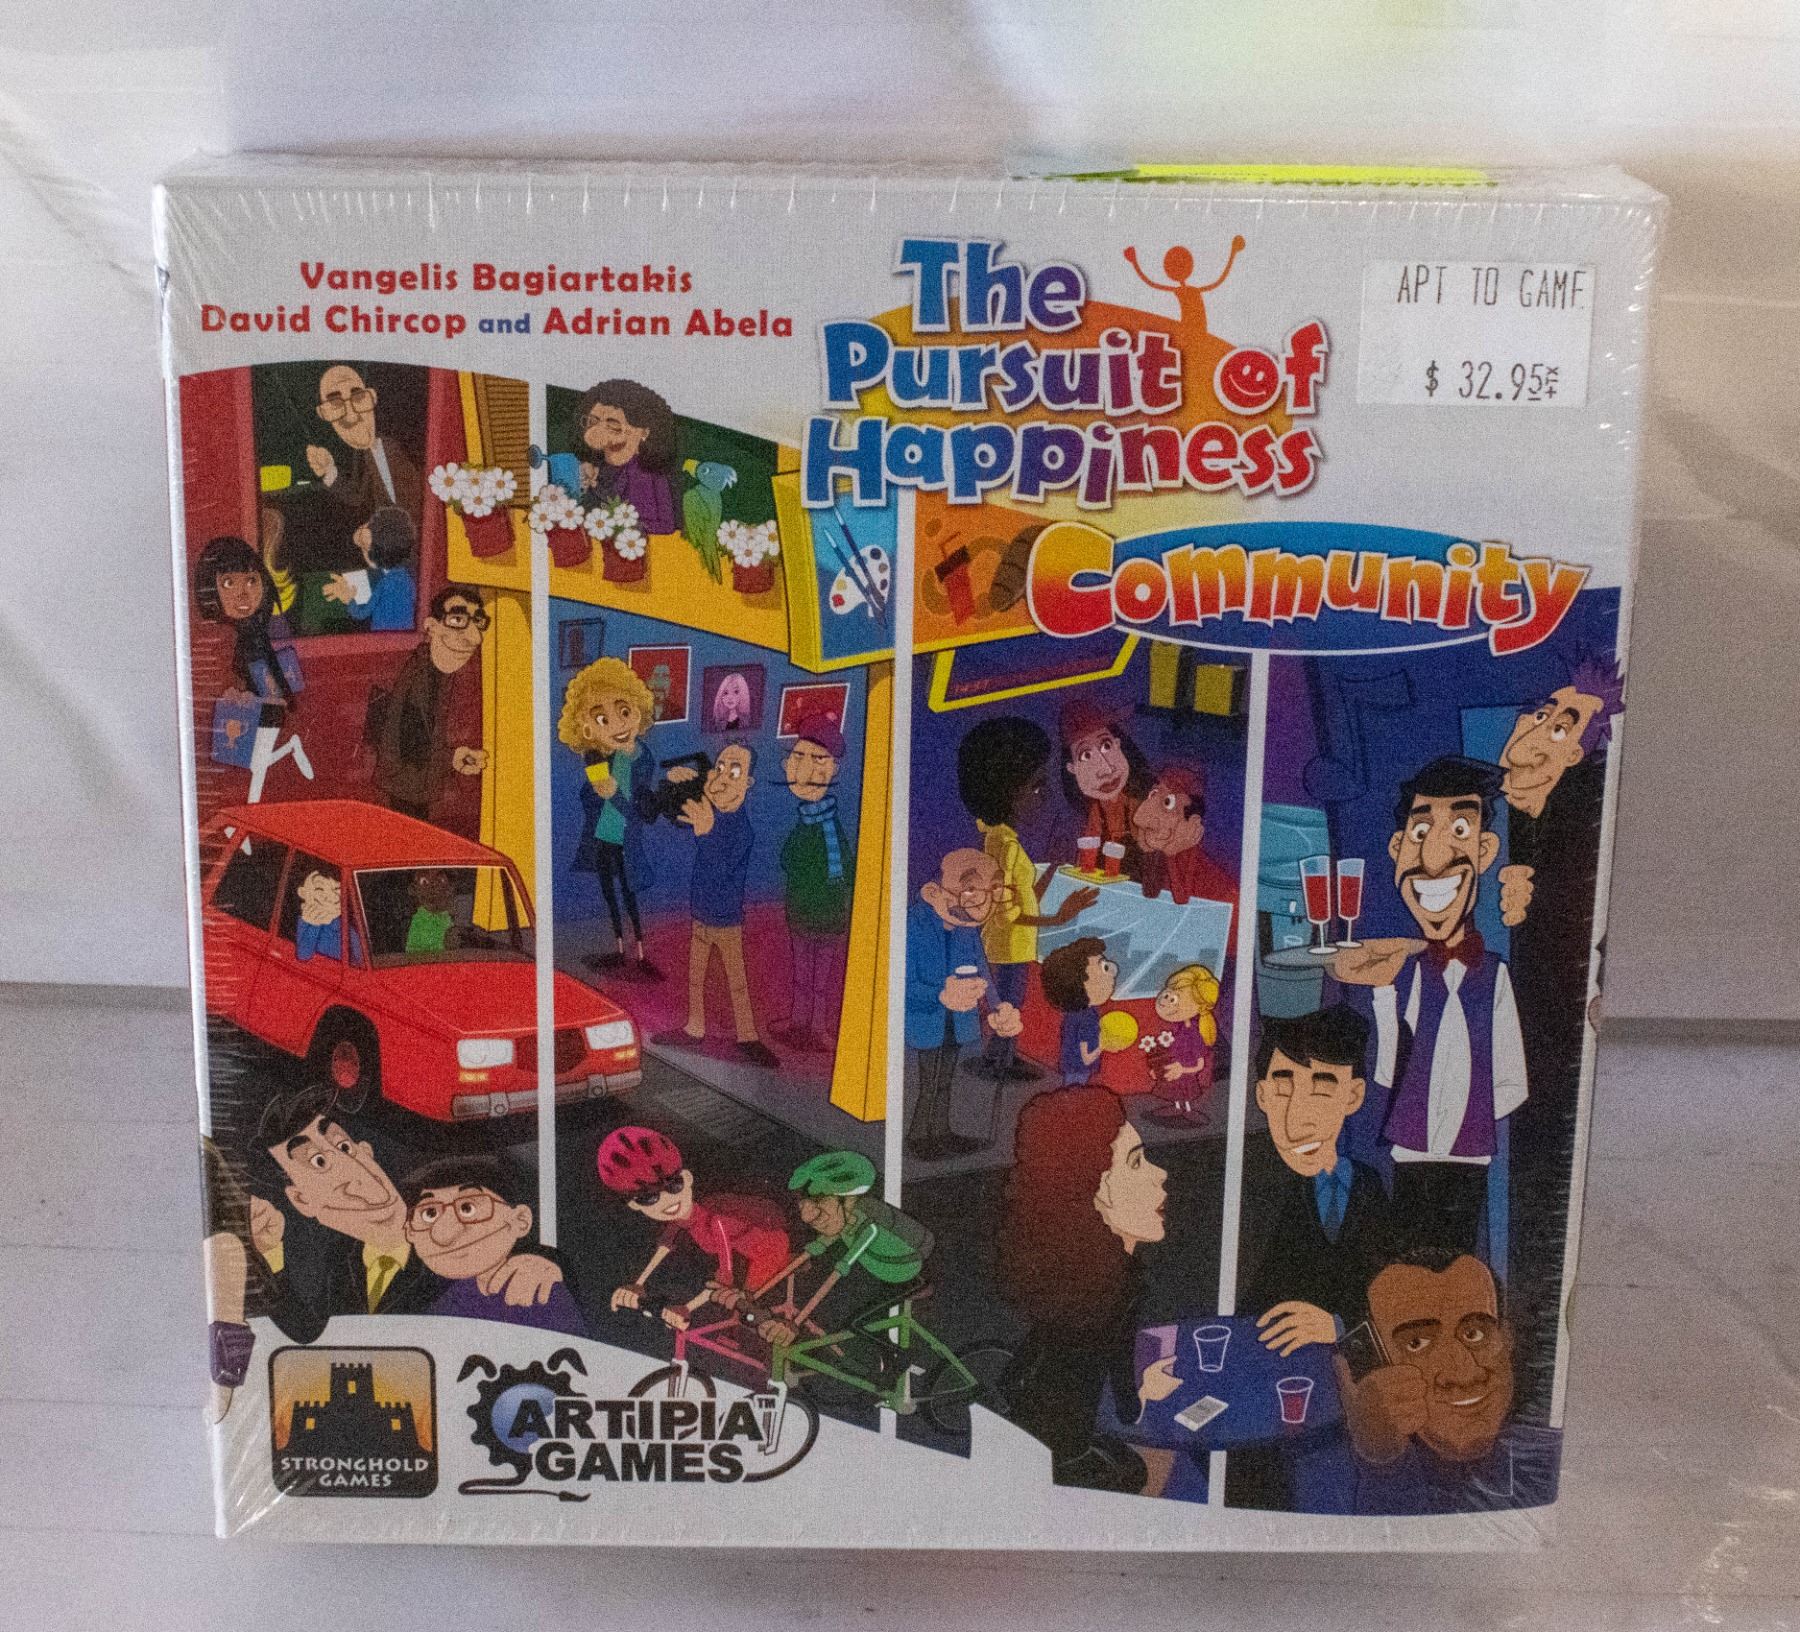 Vangelis Bagiartakis
David Chircop and Adrian Abela
The
Pursuit of
Happiness
Community
APT TO GAME
$ 32.95
STRONGHOLD
GAMES
ARTIPIA™
GAMES